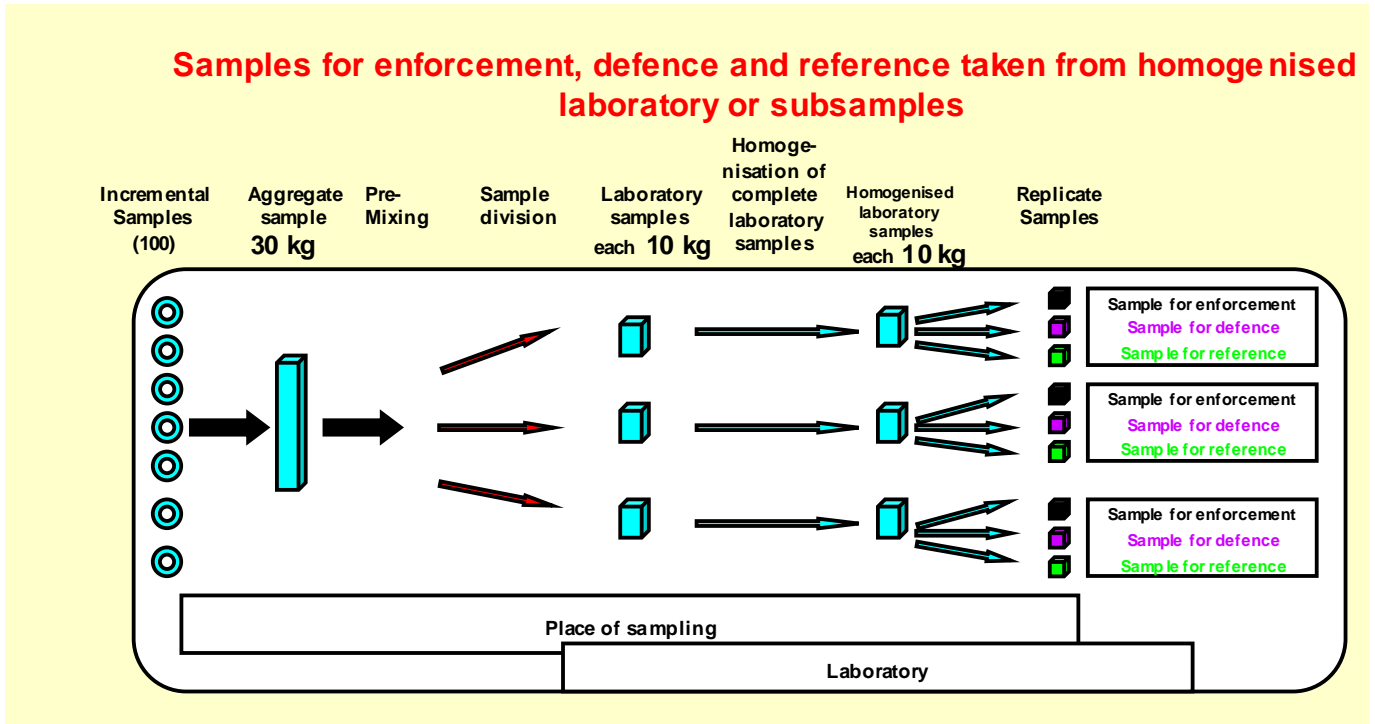 Samples for enforcement, defence and reference taken from homogenised
laboratory or subsamples
Incremental
Samples
(100)
Aggregate
sample
30 kg
Pre-
Mixing
Sample
division
Laboratory
samples
each 10 kg
Homoge-
nisation of
complete
laboratory
samples
Homogenised
laboratory
samples
each 10 kg
Replicate
Samples
Sample for enforcement
Sample for defence
Sample for reference
Sample for enforcement
Sample for defence
Sample for reference
Sample for enforcement
Sample for defence
Sample for reference
Place of sampling
Laboratory